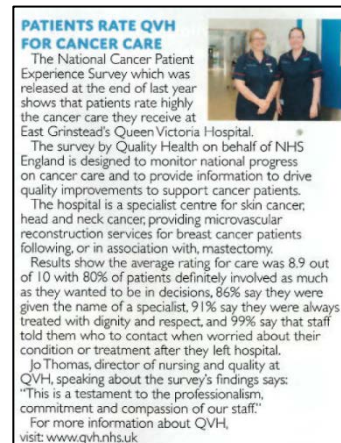 PATIENTS RATE QVH
FOR CANCER CARE
The National Cancer Patient
Experience Survey which was
released at the end of last year
shows that patients rate highly
the cancer care they receive at
East Grinstead's Queen Victoria Hospital.
The survey by Quality Health on behalf of NHS
England is designed to monitor national progress
on cancer care and to provide information to drive
quality improvements to support cancer patients.
The hospital is a specialist centre for skin cancer,
head and neck cancer, providing microvascular
reconstruction services for breast cancer patients
following, or in association with, mastectomy.
Results show the average rating for care was 8.9 out
of 10 with 80% of patients definitely involved as much
as they wanted to be in decisions, 86% say they were
given the name of a specialist, 91% say they were always
treated with dignity and respect, and 99% say that staff
told them who to contact when worried about their
condition or treatment after they left hospital.
Jo Thomas, director of nursing and quality at
QVH, speaking about the survey's findings says:
"This is a testament to the professionalism,
commitment and compassion of our staff."
For more information about QVH,
visit: www.qvh.nhs.uk